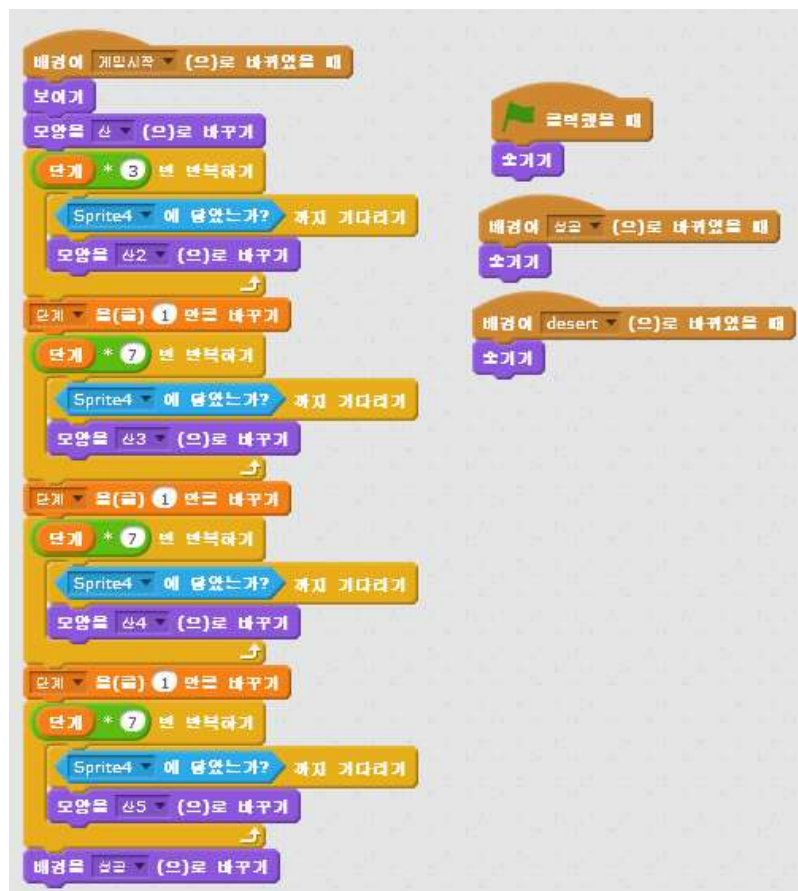 배경이 게임시작 (으)로 바뀌었을 때
보이기
모양을 산 (으)로 바꾸기
단계 * 3 번 반복하기
Sprite4 에 닿았는가? 까지 기다리기
모양을 산2 (으)로 바꾸기
단계 을(를) 1 만큼 바꾸기
단계 * 7 번 반복하기
Sprite4 에 닿았는가? 까지 기다리기
모양을 산3 (으)로 바꾸기
단계 을(를) 1 만큼 바꾸기
단계 * 7 번 반복하기
Sprite4 에 닿았는가? 까지 기다리기
모양을 산4 (으)로 바꾸기
단계 을(를) 1 만큼 바꾸기
단계 * 7 번 반복하기
Sprite4 에 닿았는가? 까지 기다리기
모양을 산5 (으)로 바꾸기
배경을 성공 (으)로 바꾸기
클릭했을 때
숨기기
배경이 성공 (으)로 바뀌었을 때
숨기기
배경이 desert (으)로 바뀌었을 때
숨기기